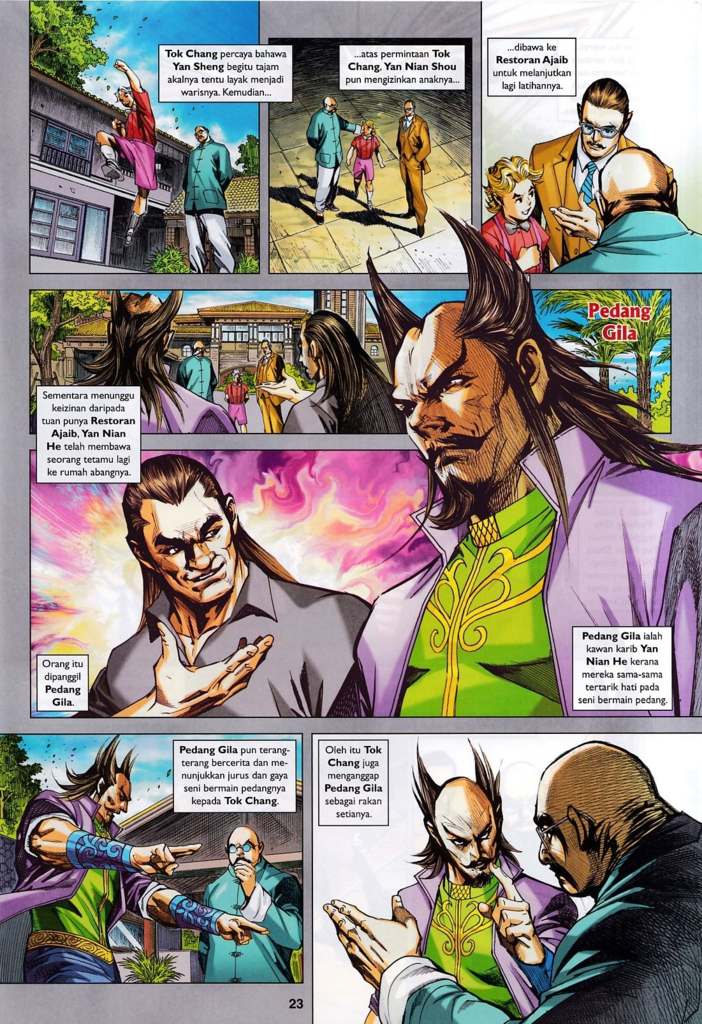 Tok Chang percaya bahawa
Yan Sheng begitu tajam
akalnya tentu layak menjadi
warisnya. Kemudian...
...atas permintaan Tok
Chang, Yan Nian Shou
pun mengizinkan anaknya...
...dibawa ke
Restoran Ajaib
untuk melanjutkan
lagi latihannya.
Pedang
Gila
Sementara menunggu
keizinan daripada
tuan punya Restoran
Ajaib, Yan Nian
He telah membawa
seorang tetamu lagi
ke rumah abangnya.
Orang itu
dipanggil
Pedang
Gila.
Pedang Gila ialah
kawan karib Yan
Nian He kerana
mereka sama-sama
tertarik hati pada
seni bermain pedang.
Pedang Gila pun terang-
terang bercerita dan me-
nunjukkan jurus dan gaya
seni bermain pedangnya
kepada Tok Chang.
Oleh itu Tok
Chang juga
menganggap
Pedang Gila
sebagai rakan
setianya.
23